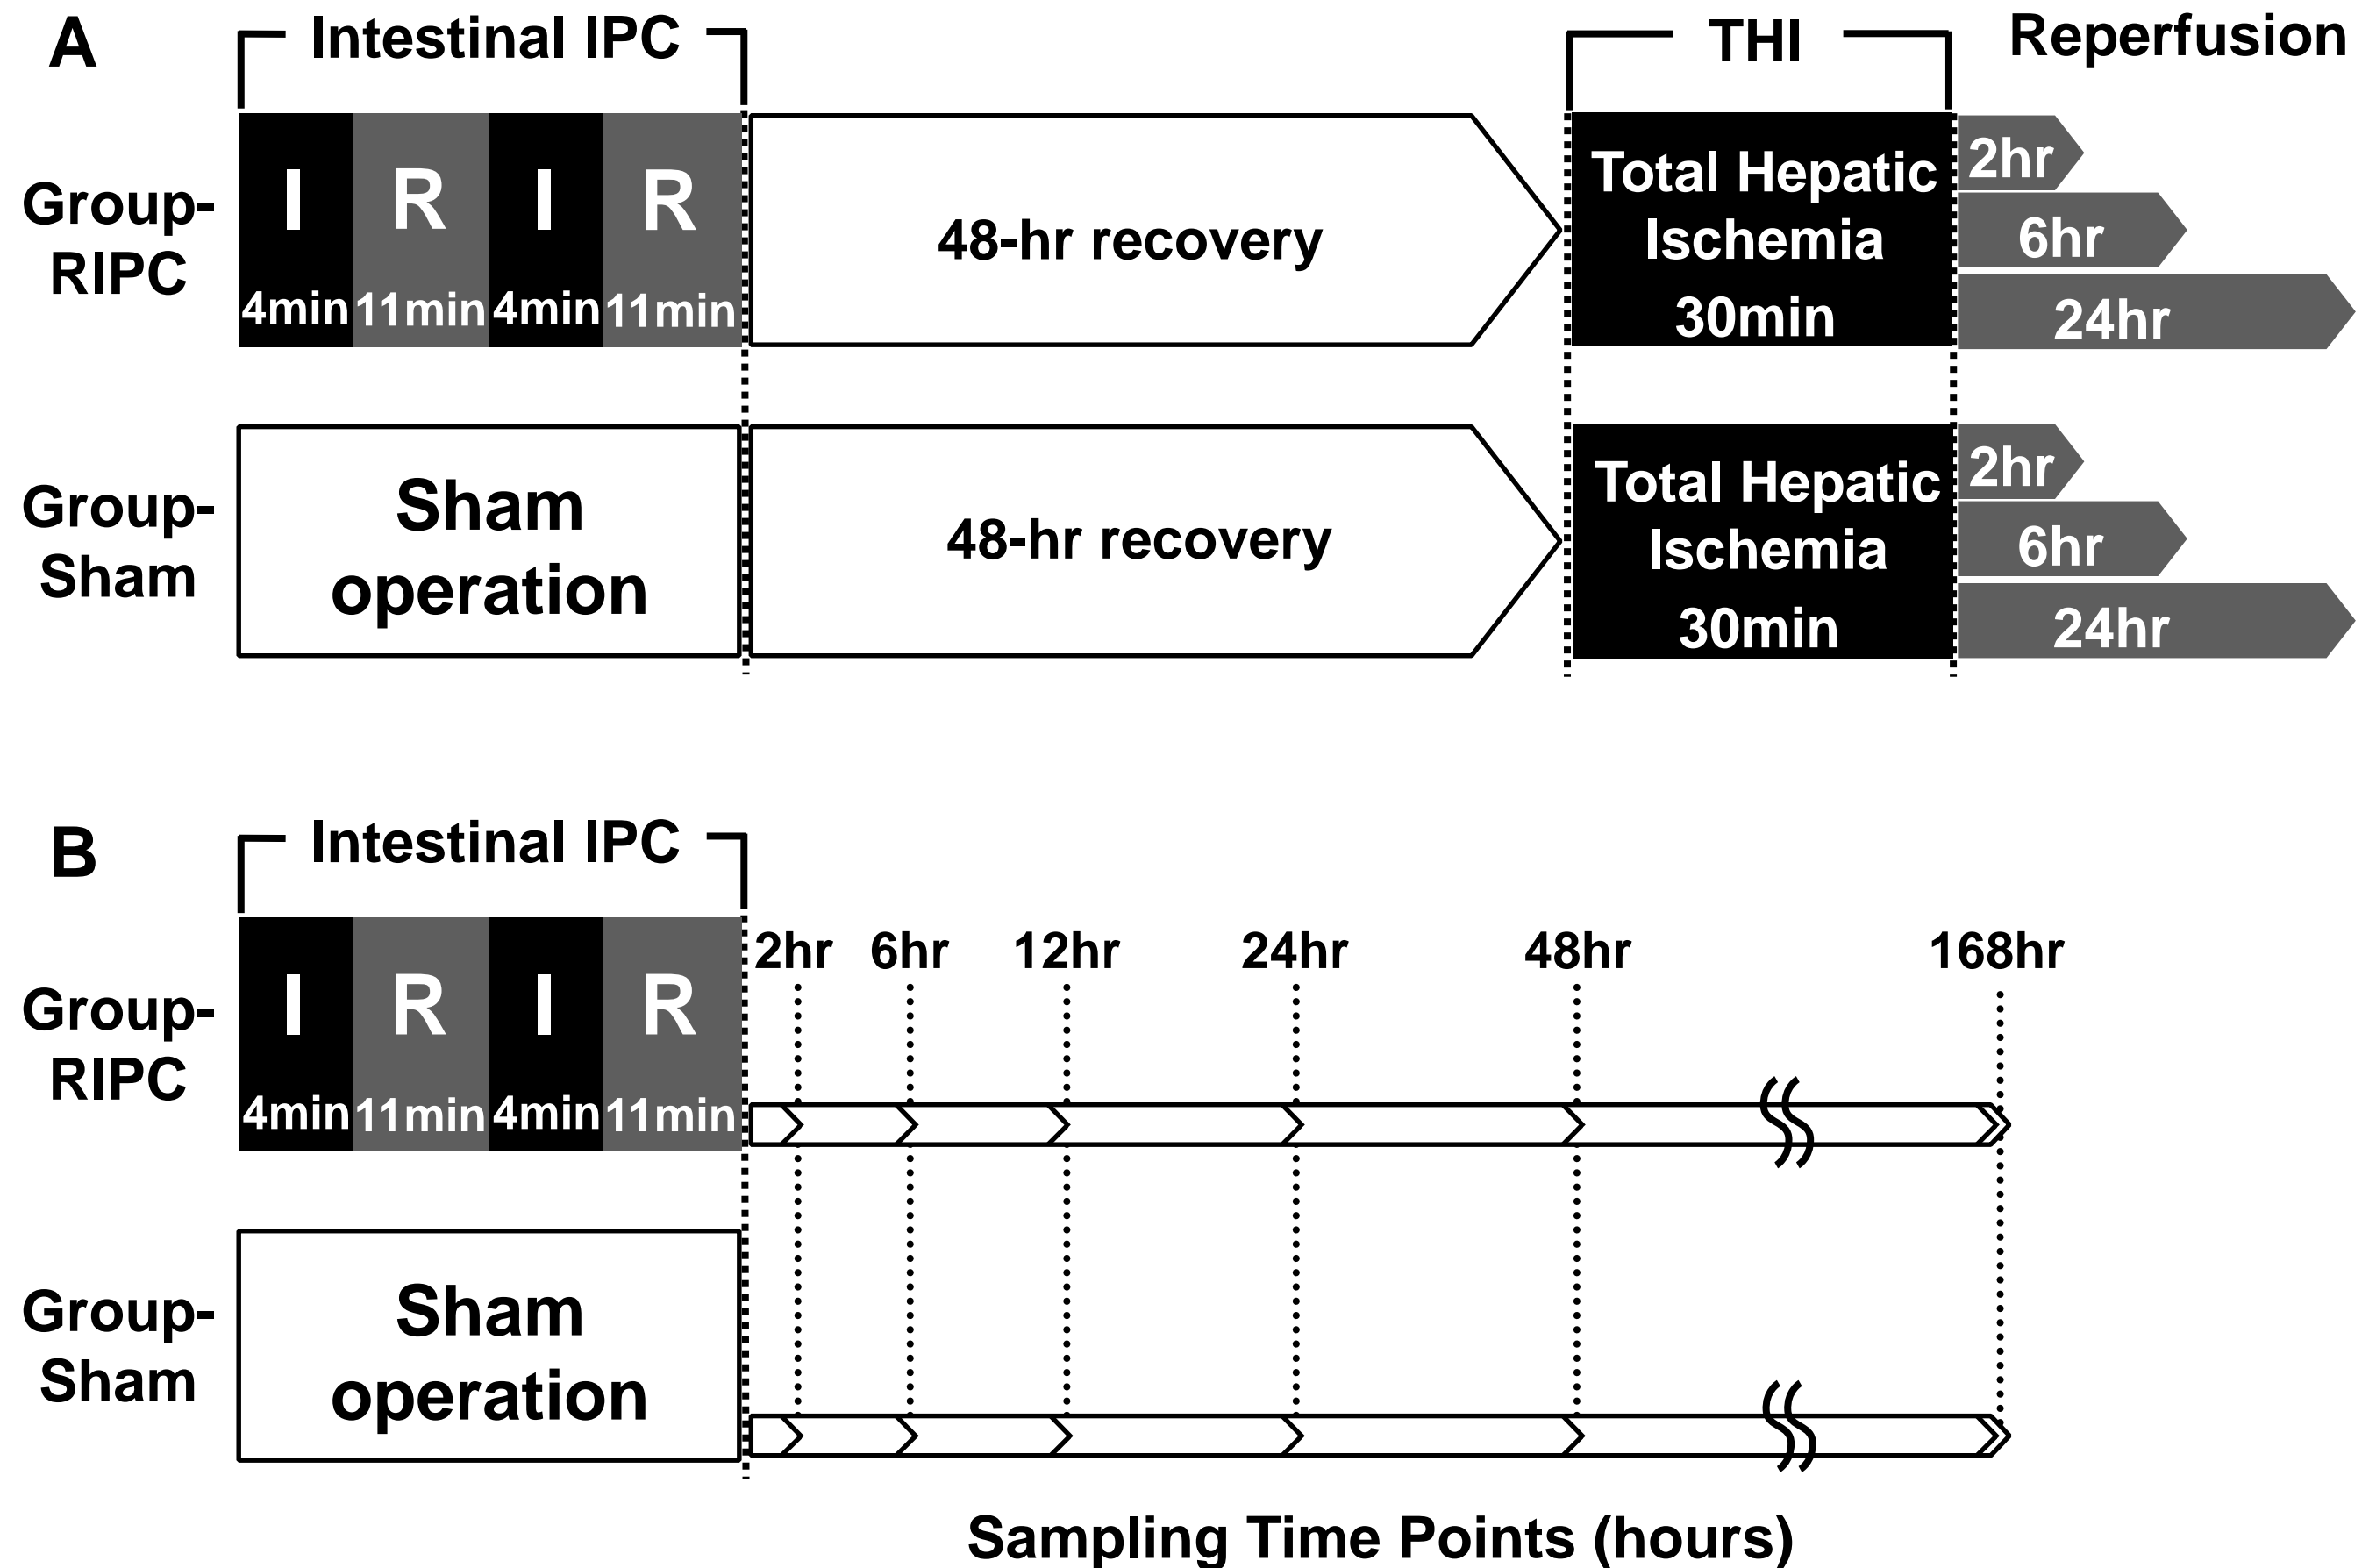 A
Intestinal IPC
THI
Reperfusion
Group-
RIPC
I R I R
4min 11min 4min 11min
48-hr recovery
Total Hepatic
Ischemia
30min
2hr
6hr
24hr
Group-
Sham
Sham
operation
48-hr recovery
Total Hepatic
Ischemia
30min
2hr
6hr
24hr
B
Intestinal IPC
Group-
RIPC
I R I R
4min 11min 4min 11min
2hr 6hr 12hr 24hr 48hr 168hr
Group-
Sham
Sham
operation
Sampling Time Points (hours)